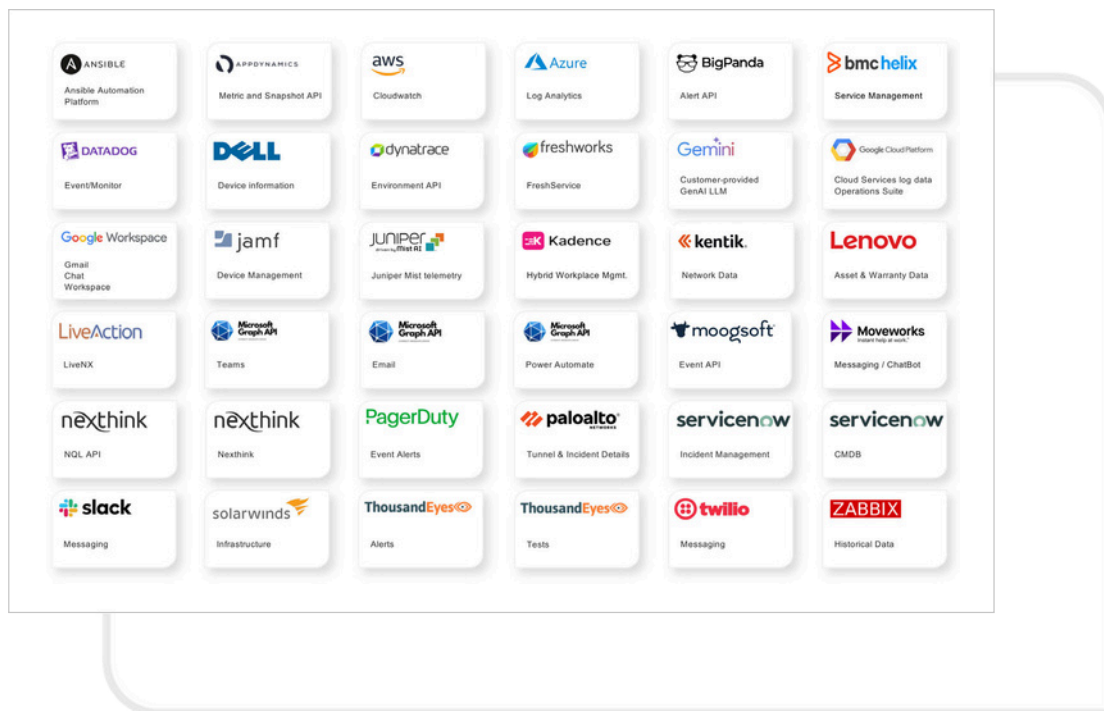 ANSIBLE
Ansible Automation
Platform
APPDYNAMICS
Metric and Snapshot API
aws
Cloudwatch
Azure
Log Analytics
BigPanda
Alert API
bmc helix
Service Management
DATADOG
Event/Monitor
DELL
Device information
dynatrace
Environment API
freshworks
FreshService
Gemini
Customer-provided
GenAI LLM
Google Cloud Platform
Cloud Services log data
Operations Suite
Google Workspace
Gmail
Chat
Workspace
jamf
Device Management
JUNIPER
driven by Mist AI
Juniper Mist telemetry
K Kadence
Hybrid Workplace Mgmt.
kentik.
Network Data
Lenovo
Asset & Warranty Data
LiveAction
LiveNX
Microsoft
Graph API
Teams
Microsoft
Graph API
Email
Microsoft
Graph API
Power Automate
moogsoft
Event API
Moveworks
Instant help at work.
Messaging / ChatBot
nexthink
NQL API
nexthink
Nexthink
PagerDuty
Event Alerts
paloalto
NETWORKS
Tunnel & Incident Details
servicenow
Incident Management
servicenow
CMDB
slack
Messaging
solarwinds
Infrastructure
ThousandEyes
Alerts
ThousandEyes
Tests
twilio
Messaging
ZABBIX
Historical Data